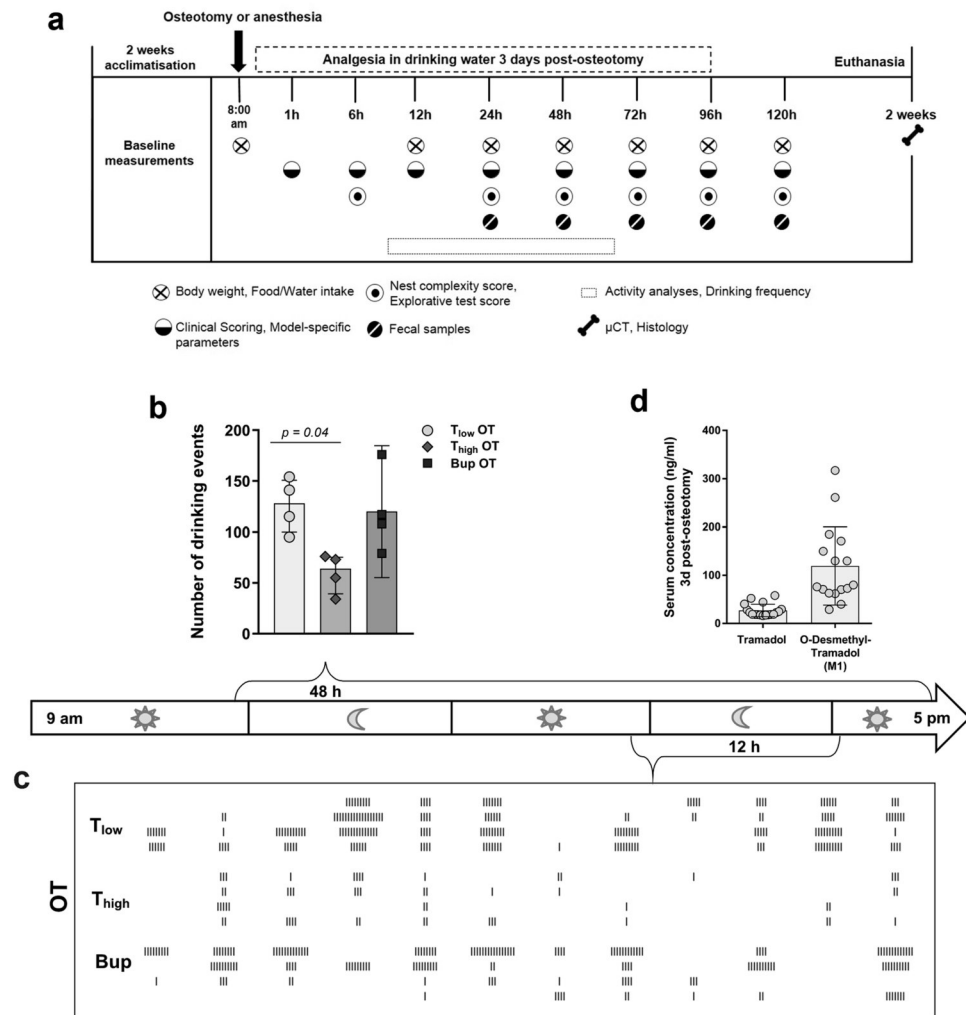 a
Osteotomy or anesthesia
2 weeks
acclimatisation
Analgesia in drinking water 3 days post-osteotomy
Euthanasia
Baseline
measurements
8:00
am
1h
6h
12h
24h
48h
72h
96h
120h
2 weeks
Body weight, Food/Water intake
Nest complexity score,
Explorative test score
Activity analyses, Drinking frequency
Clinical Scoring, Model-specific
parameters
Fecal samples
µCT, Histology
b
Number of drinking events
200
150
100
50
0
p = 0.04
Tlow OT
Thigh OT
Bup OT
d
Serum concentration (ng/ml)
3d post-osteotomy
400
300
200
100
0
Tramadol
O-Desmethyl-
Tramadol
(M1)
48 h
9 am
5 pm
12 h
c
OT
Tlow
Thigh
Bup